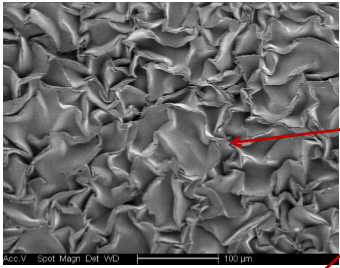 Acc.V Spot Magn Det WD 100 µm